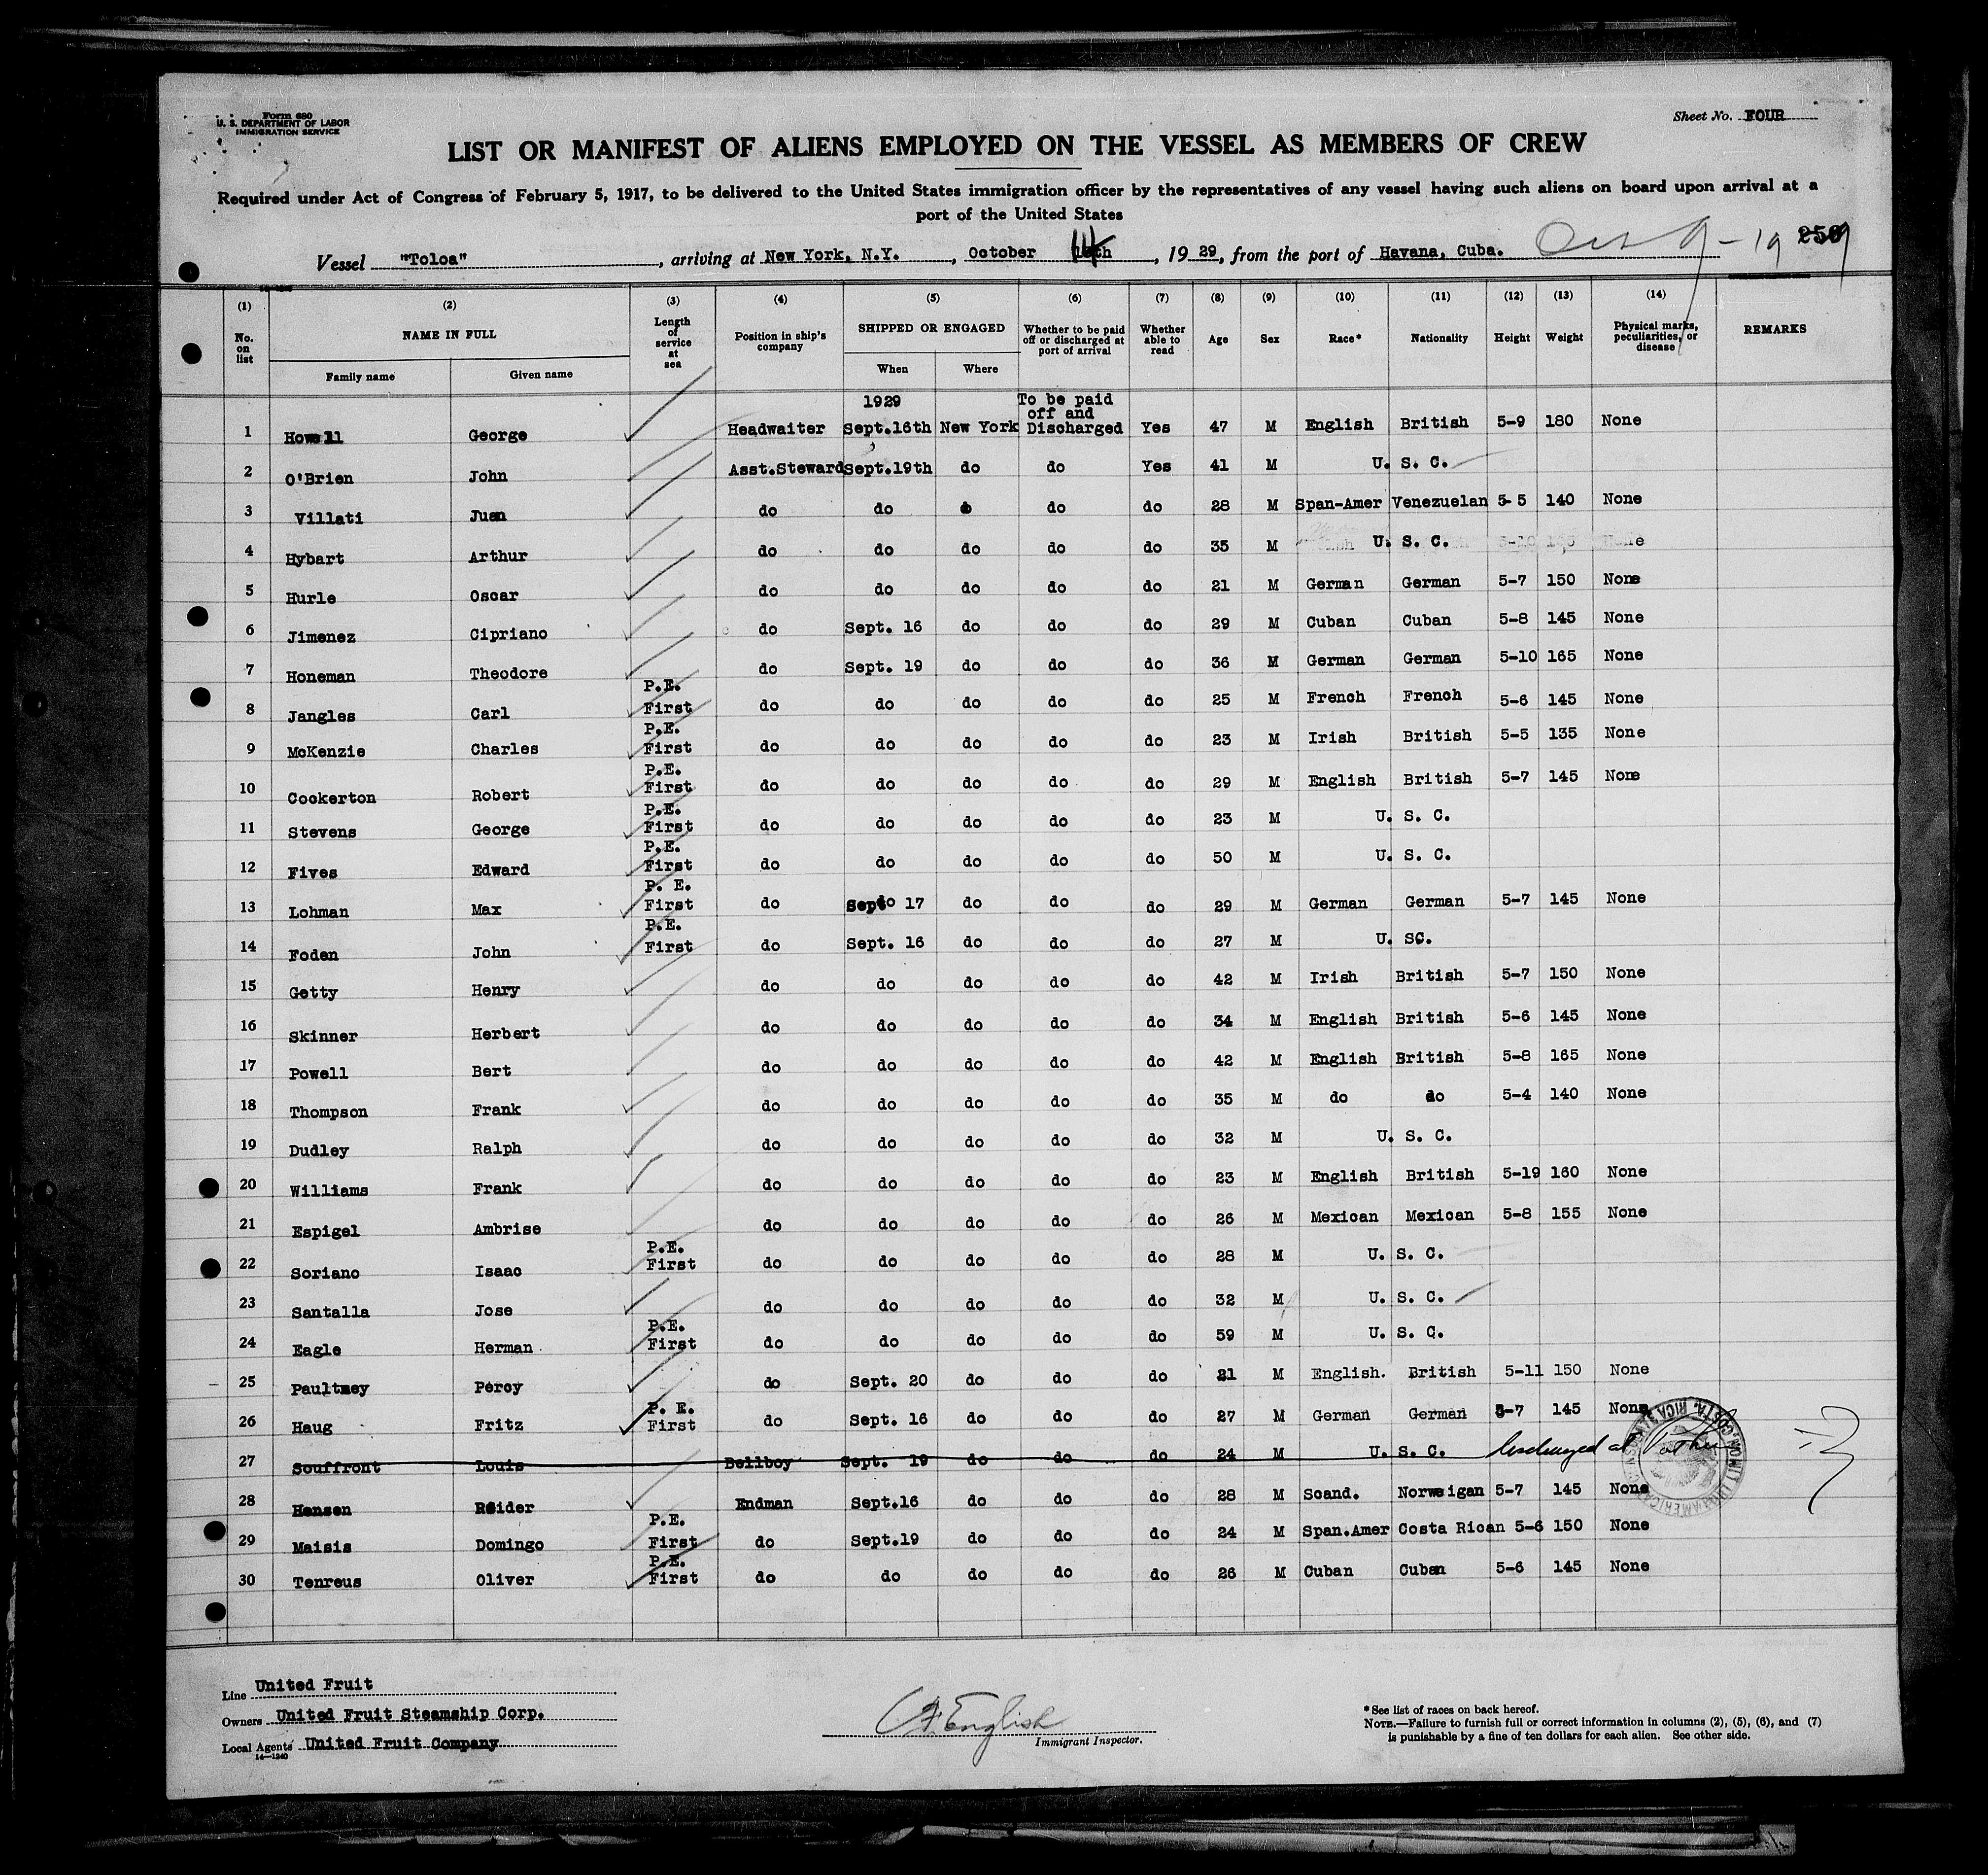 Form 680
U. S. DEPARTMENT OF LABOR
IMMIGRATION SERVICE
Sheet No. FOUR
LIST OR MANIFEST OF ALIENS EMPLOYED ON THE VESSEL AS MEMBERS OF CREW
Required under Act of Congress of February 5, 1917, to be delivered to the United States immigration officer by the representatives of any vessel having such aliens on board upon arrival at a
port of the United States
Vessel "Toloa", arriving at New York, N.Y., October 14th, 1929, from the port of Havana, Cuba.
(1) (2) (3) (4) (5) (6) (7) (8) (9) (10) (11) (12) (13) (14)
No. on list NAME IN FULL Family name Given name Length of service at sea Position in ship's company SHIPPED OR ENGAGED When Where Whether to be paid off or discharged at port of arrival Whether able to read Age Sex Race* Nationality Height Weight Physical marks, peculiarities, or disease REMARKS
1929 To be paid off and
1 Howell George Headwaiter Sept.16th New York Discharged Yes 47 M English British 5-9 180 None
2 O'Brien John Asst.Steward Sept.19th do do Yes 41 M U. S. C.
3 Villati Juan do do do do do 28 M Span-Amer Venezuelan 5-5 140 None
4 Hybart Arthur do do do do do 35 M U. S. C.
5 Hurle Oscar do do do do do 21 M German German 5-7 150 None
6 Jimenez Cipriano do Sept. 16 do do do 29 M Cuban Cuban 5-8 145 None
7 Honeman Theodore do Sept. 19 do do do 36 M German German 5-10 165 None
8 Jangles Carl P.E. First do do do do do 25 M French French 5-6 145 None
9 McKenzie Charles P.E. First do do do do do 23 M Irish British 5-5 135 None
10 Cockerton Robert P.E. First do do do do do 29 M English British 5-7 145 None
11 Stevens George P.E. First do do do do do 23 M U. S. C.
12 Fives Edward P.E. First do do do do do 50 M U. S. C.
13 Lohman Max P. E. First do Sept 17 do do do 29 M German German 5-7 145 None
14 Foden John P.E. First do Sept. 16 do do do 27 M U. SC.
15 Getty Henry do do do do do 42 M Irish British 5-7 150 None
16 Skinner Herbert do do do do do 34 M English British 5-6 145 None
17 Powell Bert do do do do do 42 M English British 5-8 165 None
18 Thompson Frank do do do do do 35 M do do 5-4 140 None
19 Dudley Ralph do do do do do 32 M U. S. C.
20 Williams Frank do do do do do 23 M English British 5-19 160 None
21 Espigel Ambrise do do do do do 26 M Mexican Mexican 5-8 155 None
22 Soriano Isaac P.E. First do do do do do 28 M U. S. C.
23 Santalla Jose do do do do do 32 M U. S. C.
24 Eagle Herman P.E. First do do do do do 59 M U. S. C.
25 Paultmey Percy do Sept. 20 do do do 21 M English. British 5-11 150 None
26 Haug Fritz P. E. First do Sept. 16 do do do 27 M German German 5-7 145 None
27 Souffront Louis Bellboy Sept. 19 do do do 24 M U. S. C. Discharged at
28 Hansen Reider Endman Sept.16 do do do 28 M Scand. Norweigan 5-7 145 None
29 Maisis Domingo P.E. First do Sept.19 do do do 24 M Span.Amer Costa Rican 5-6 150 None
30 Tenreus Oliver P.E. First do do do do do 26 M Cuban Cuban 5-6 145 None
Line United Fruit
Owners United Fruit Steamship Corp.
Local Agents United Fruit Company
14—1240
English
Immigrant Inspector.
* See list of races on back hereof.
NOTE.—Failure to furnish full or correct information in columns (2), (5), (6), and (7)
is punishable by a fine of ten dollars for each alien. See other side.